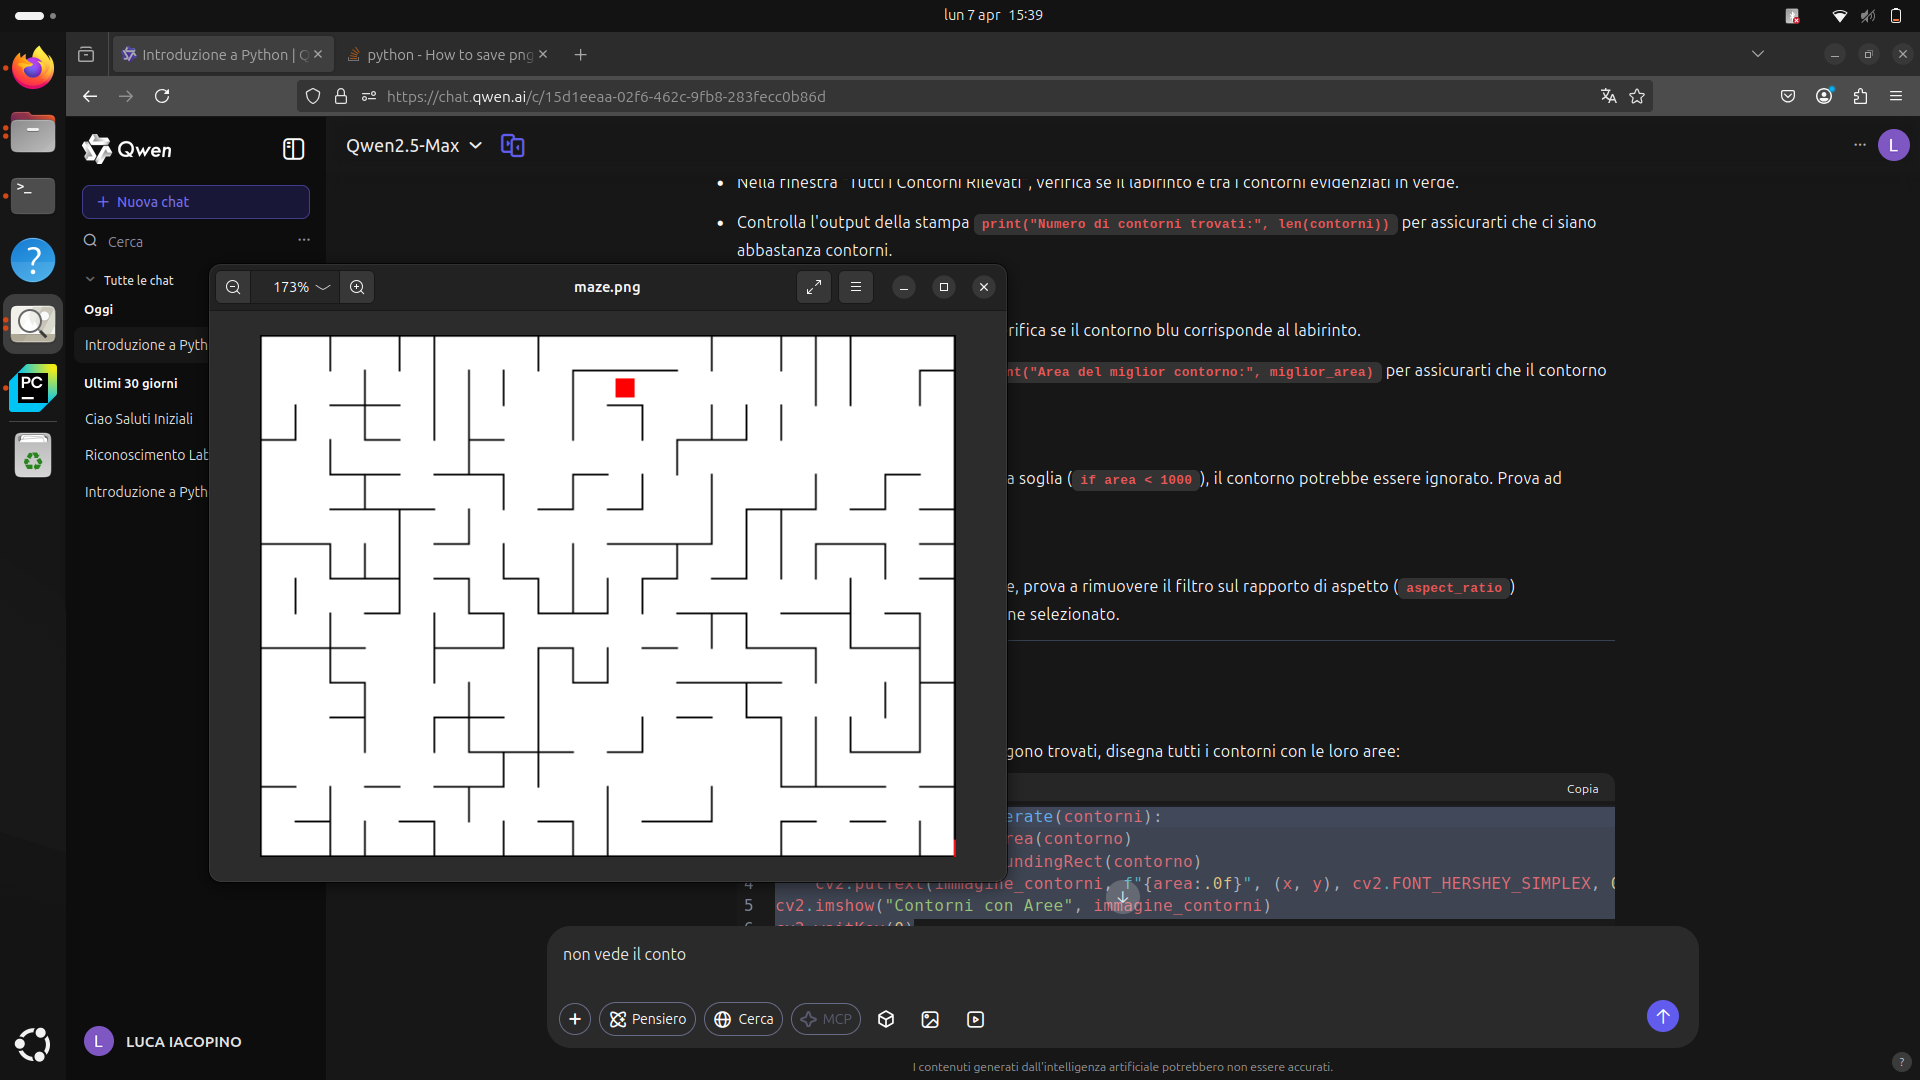 lun 7 apr 15:39
Introduzione a Python | Q
python - How to save png
https://chat.qwen.ai/c/15d1eeaa-02f6-462c-9fb8-283fecc0b86d
Qwen
Qwen2.5-Max
L
+ Nuova chat
Cerca
Tutte le chat
Oggi
Introduzione a Pyth
Ultimi 30 giorni
Ciao Saluti Iniziali
Riconoscimento Lab
Introduzione a Pyth
Nella finestra "Tutti i Contorni Rilevati", verifica se il labirinto è tra i contorni evidenziati in verde.
Controlla l'output della stampa print("Numero di contorni trovati:", len(contorni)) per assicurarti che ci siano
abbastanza contorni.
173%
maze.png
rifica se il contorno blu corrisponde al labirinto.
nt("Area del miglior contorno:", miglior_area) per assicurarti che il contorno
a soglia ( if area < 1000 ), il contorno potrebbe essere ignorato. Prova ad
e, prova a rimuovere il filtro sul rapporto di aspetto ( aspect_ratio )
ne selezionato.
gono trovati, disegna tutti i contorni con le loro aree:
Copia
erate(contorni):
rea(contorno)
undingRect(contorno)
4 cv2.putText(immagine_contorni, f"{area:.0f}", (x, y), cv2.FONT_HERSHEY_SIMPLEX, 0
5 cv2.imshow("Contorni con Aree", immagine_contorni)
6 cv2.waitKey(0)
non vede il conto
Pensiero
Cerca
MCP
I contenuti generati dall'intelligenza artificiale potrebbero non essere accurati.
L
LUCA IACOPINO
PC
?
>_
?